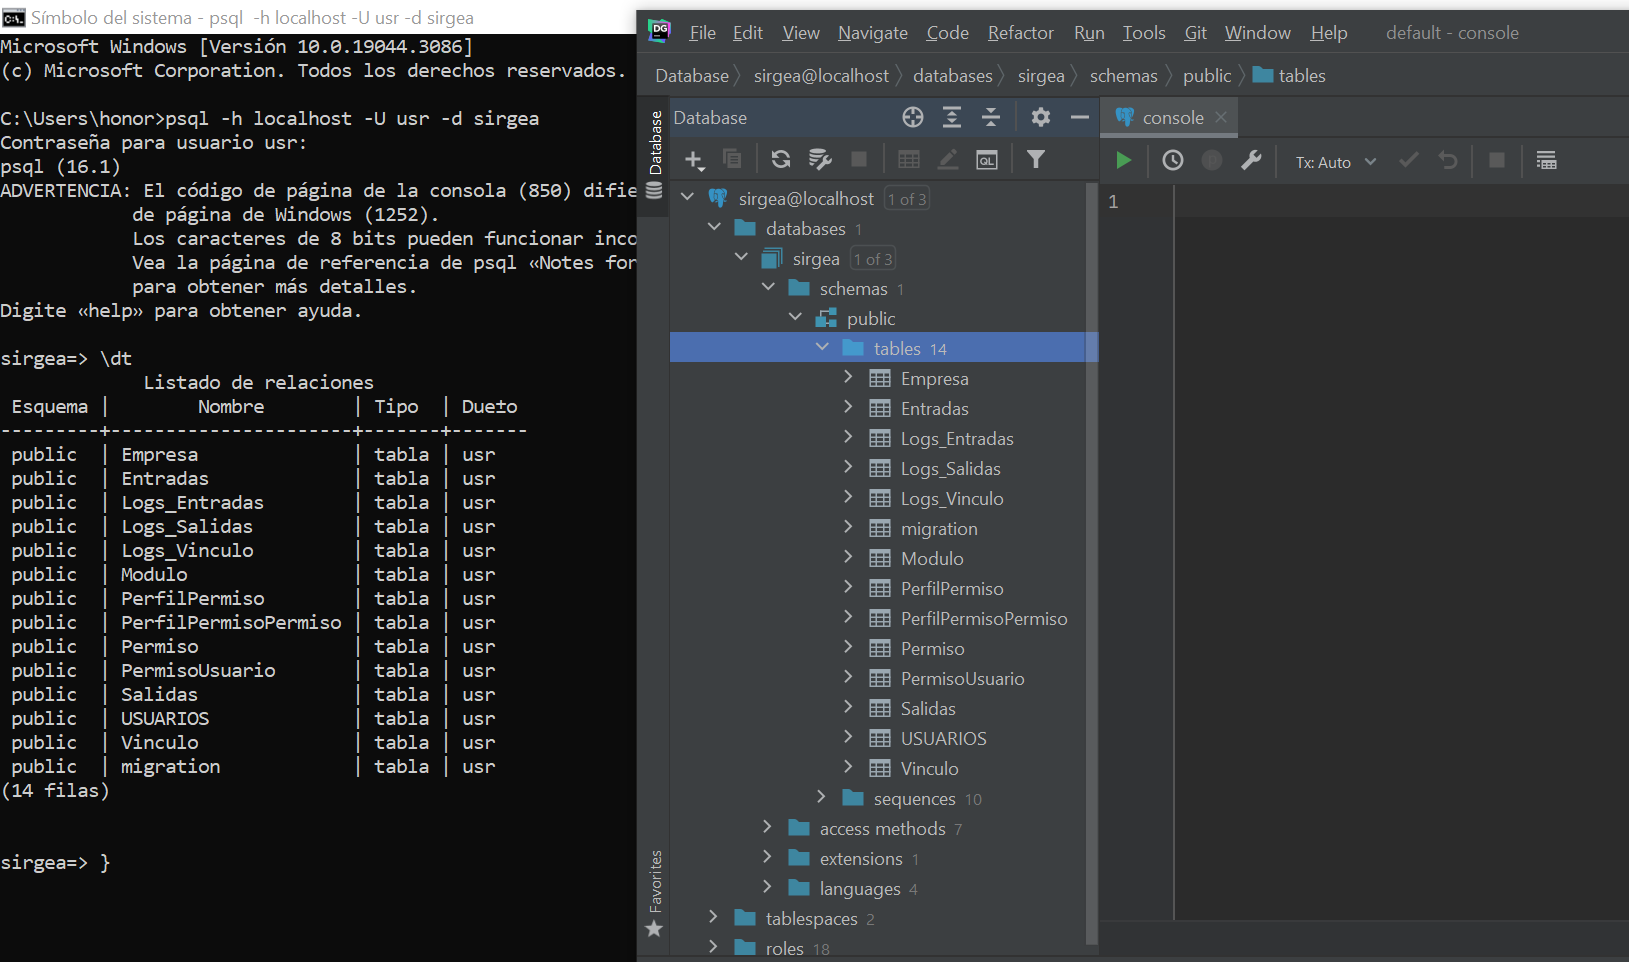 Símbolo del sistema - psql  -h localhost -U usr -d sirgea
Microsoft Windows [Versión 10.0.19044.3086]
(c) Microsoft Corporation. Todos los derechos reservados.
C:\Users\honor>psql -h localhost -U usr -d sirgea
Contraseña para usuario usr:
psql (16.1)
ADVERTENCIA: El código de página de la consola (850) difie
de página de Windows (1252).
Los caracteres de 8 bits pueden funcionar inco
Vea la página de referencia de psql «Notes for
para obtener más detalles.
Digite «help» para obtener ayuda.
sirgea=> \dt
Listado de relaciones
Esquema |        Nombre        | Tipo  | Due±o
---------+----------------------+-------+-------
public  | Empresa              | tabla | usr
public  | Entradas             | tabla | usr
public  | Logs_Entradas        | tabla | usr
public  | Logs_Salidas         | tabla | usr
public  | Logs_Vinculo         | tabla | usr
public  | Modulo               | tabla | usr
public  | PerfilPermiso        | tabla | usr
public  | PerfilPermisoPermiso | tabla | usr
public  | Permiso              | tabla | usr
public  | PermisoUsuario       | tabla | usr
public  | Salidas              | tabla | usr
public  | USUARIOS             | tabla | usr
public  | Vinculo              | tabla | usr
public  | migration            | tabla | usr
(14 filas)
sirgea=> }
DG File Edit View Navigate Code Refactor Run Tools Git Window Help default - console
Database sirgea@localhost databases sirgea schemas public tables
Database
Favorites
Database
console
QL
Tx: Auto
1
sirgea@localhost 1 of 3
databases 1
sirgea 1 of 3
schemas 1
public
tables 14
Empresa
Entradas
Logs_Entradas
Logs_Salidas
Logs_Vinculo
migration
Modulo
PerfilPermiso
PerfilPermisoPermiso
Permiso
PermisoUsuario
Salidas
USUARIOS
Vinculo
sequences 10
access methods 7
extensions 1
languages 4
tablespaces 2
roles 18